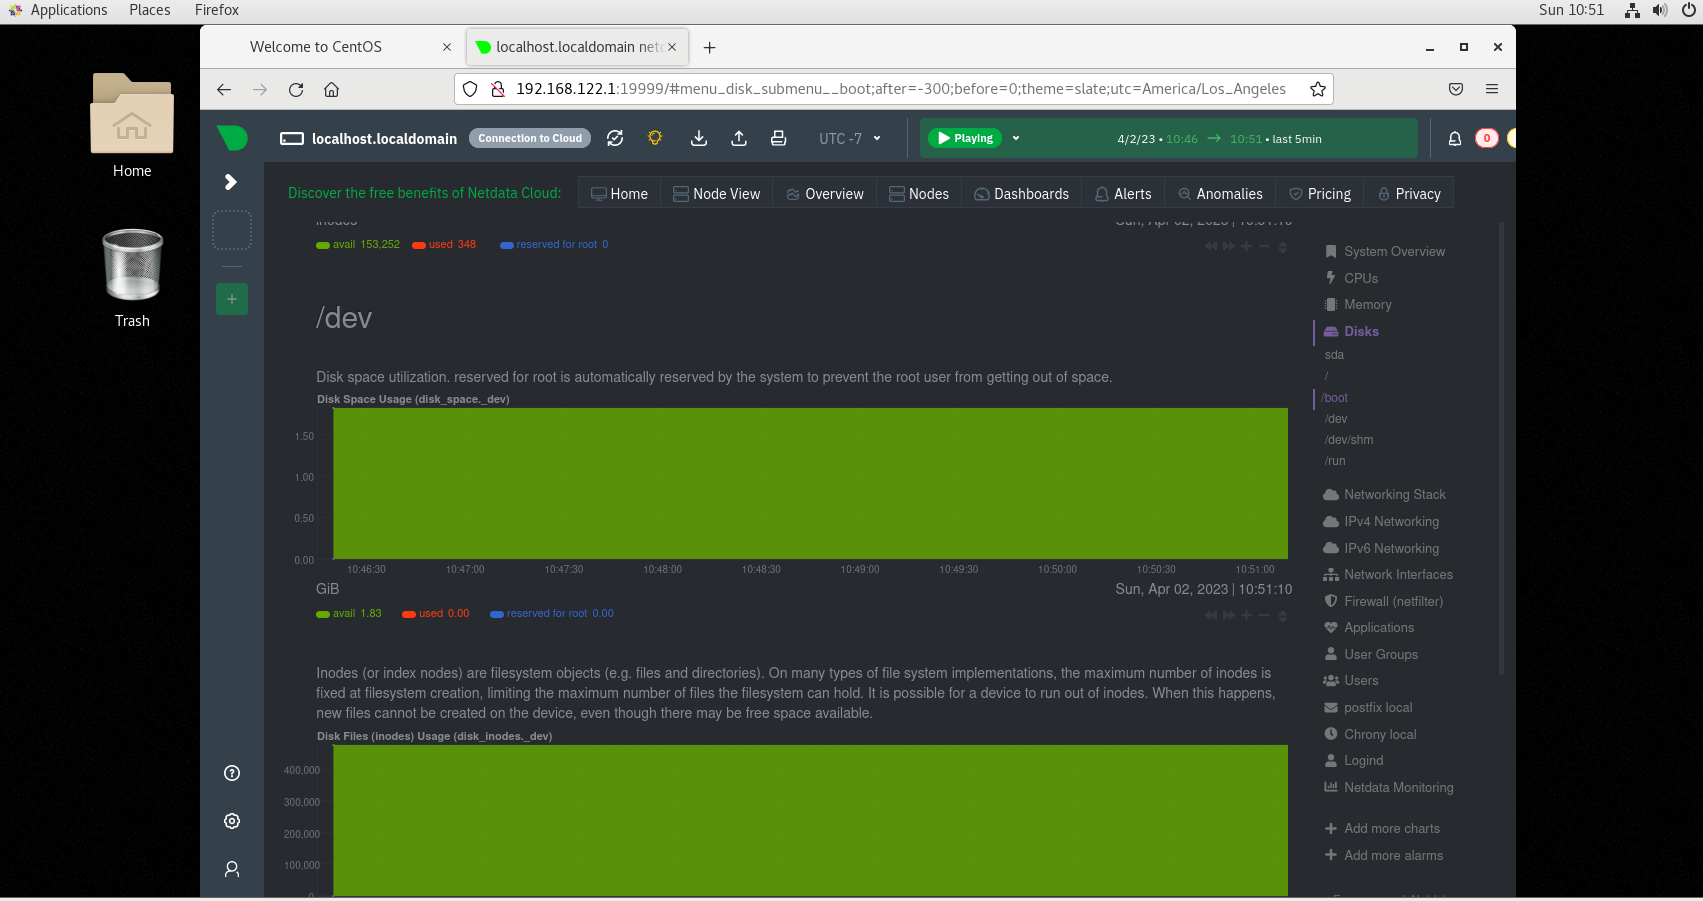 Applications Places Firefox Sun 10:51
Home
Trash
Welcome to CentOS × localhost.localdomain netd × +
192.168.122.1:19999/#menu_disk_submenu__boot;after=-300;before=0;theme=slate;utc=America/Los_Angeles
localhost.localdomain Connection to Cloud UTC -7 Playing 4/2/23 • 10:46 → 10:51 • last 5min 0
Discover the free benefits of Netdata Cloud: Home Node View Overview Nodes Dashboards Alerts Anomalies Pricing Privacy
inodes Sun, Apr 02, 2023 | 10:51:10
avail 153,252 used 348 reserved for root 0
/dev
Disk space utilization. reserved for root is automatically reserved by the system to prevent the root user from getting out of space.
Disk Space Usage (disk_space._dev)
1.50
1.00
0.50
0.00
10:46:30 10:47:00 10:47:30 10:48:00 10:48:30 10:49:00 10:49:30 10:50:00 10:50:30 10:51:00
GiB Sun, Apr 02, 2023 | 10:51:10
avail 1.83 used 0.00 reserved for root 0.00
Inodes (or index nodes) are filesystem objects (e.g. files and directories). On many types of file system implementations, the maximum number of inodes is
fixed at filesystem creation, limiting the maximum number of files the filesystem can hold. It is possible for a device to run out of inodes. When this happens,
new files cannot be created on the device, even though there may be free space available.
Disk Files (inodes) Usage (disk_inodes._dev)
400,000
300,000
200,000
100,000
0
System Overview
CPUs
Memory
Disks
sda
/
/boot
/dev
/dev/shm
/run
Networking Stack
IPv4 Networking
IPv6 Networking
Network Interfaces
Firewall (netfilter)
Applications
User Groups
Users
postfix local
Chrony local
Logind
Netdata Monitoring
Add more charts
Add more alarms